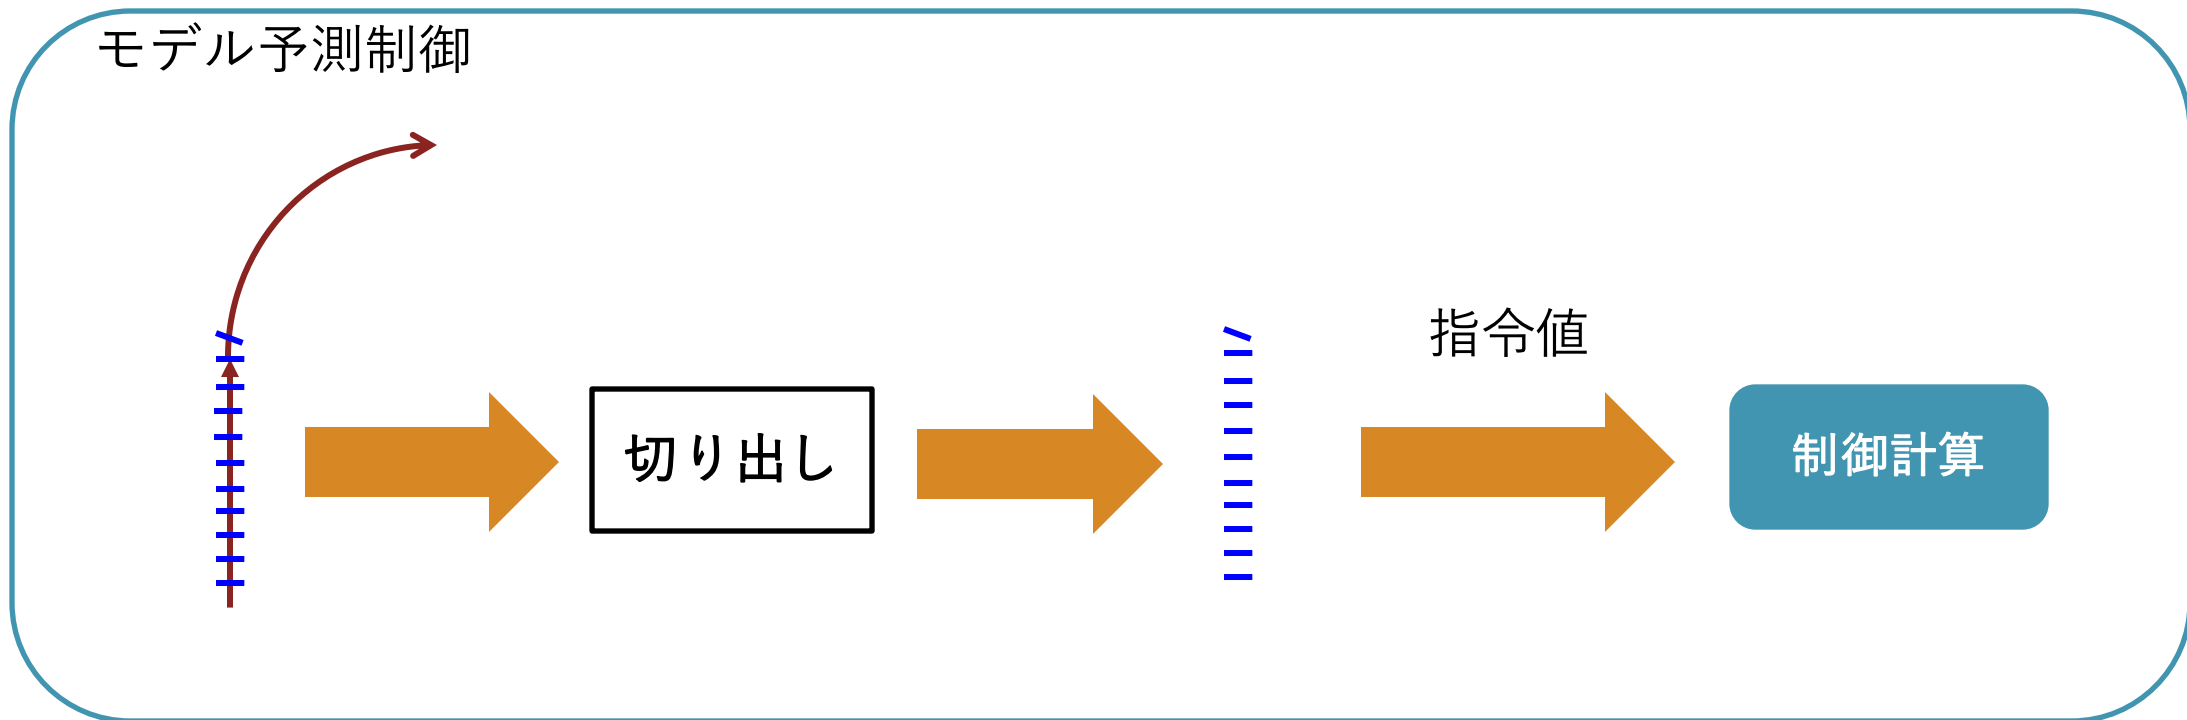 モデル予測制御
指令値
切り出し
制御計算